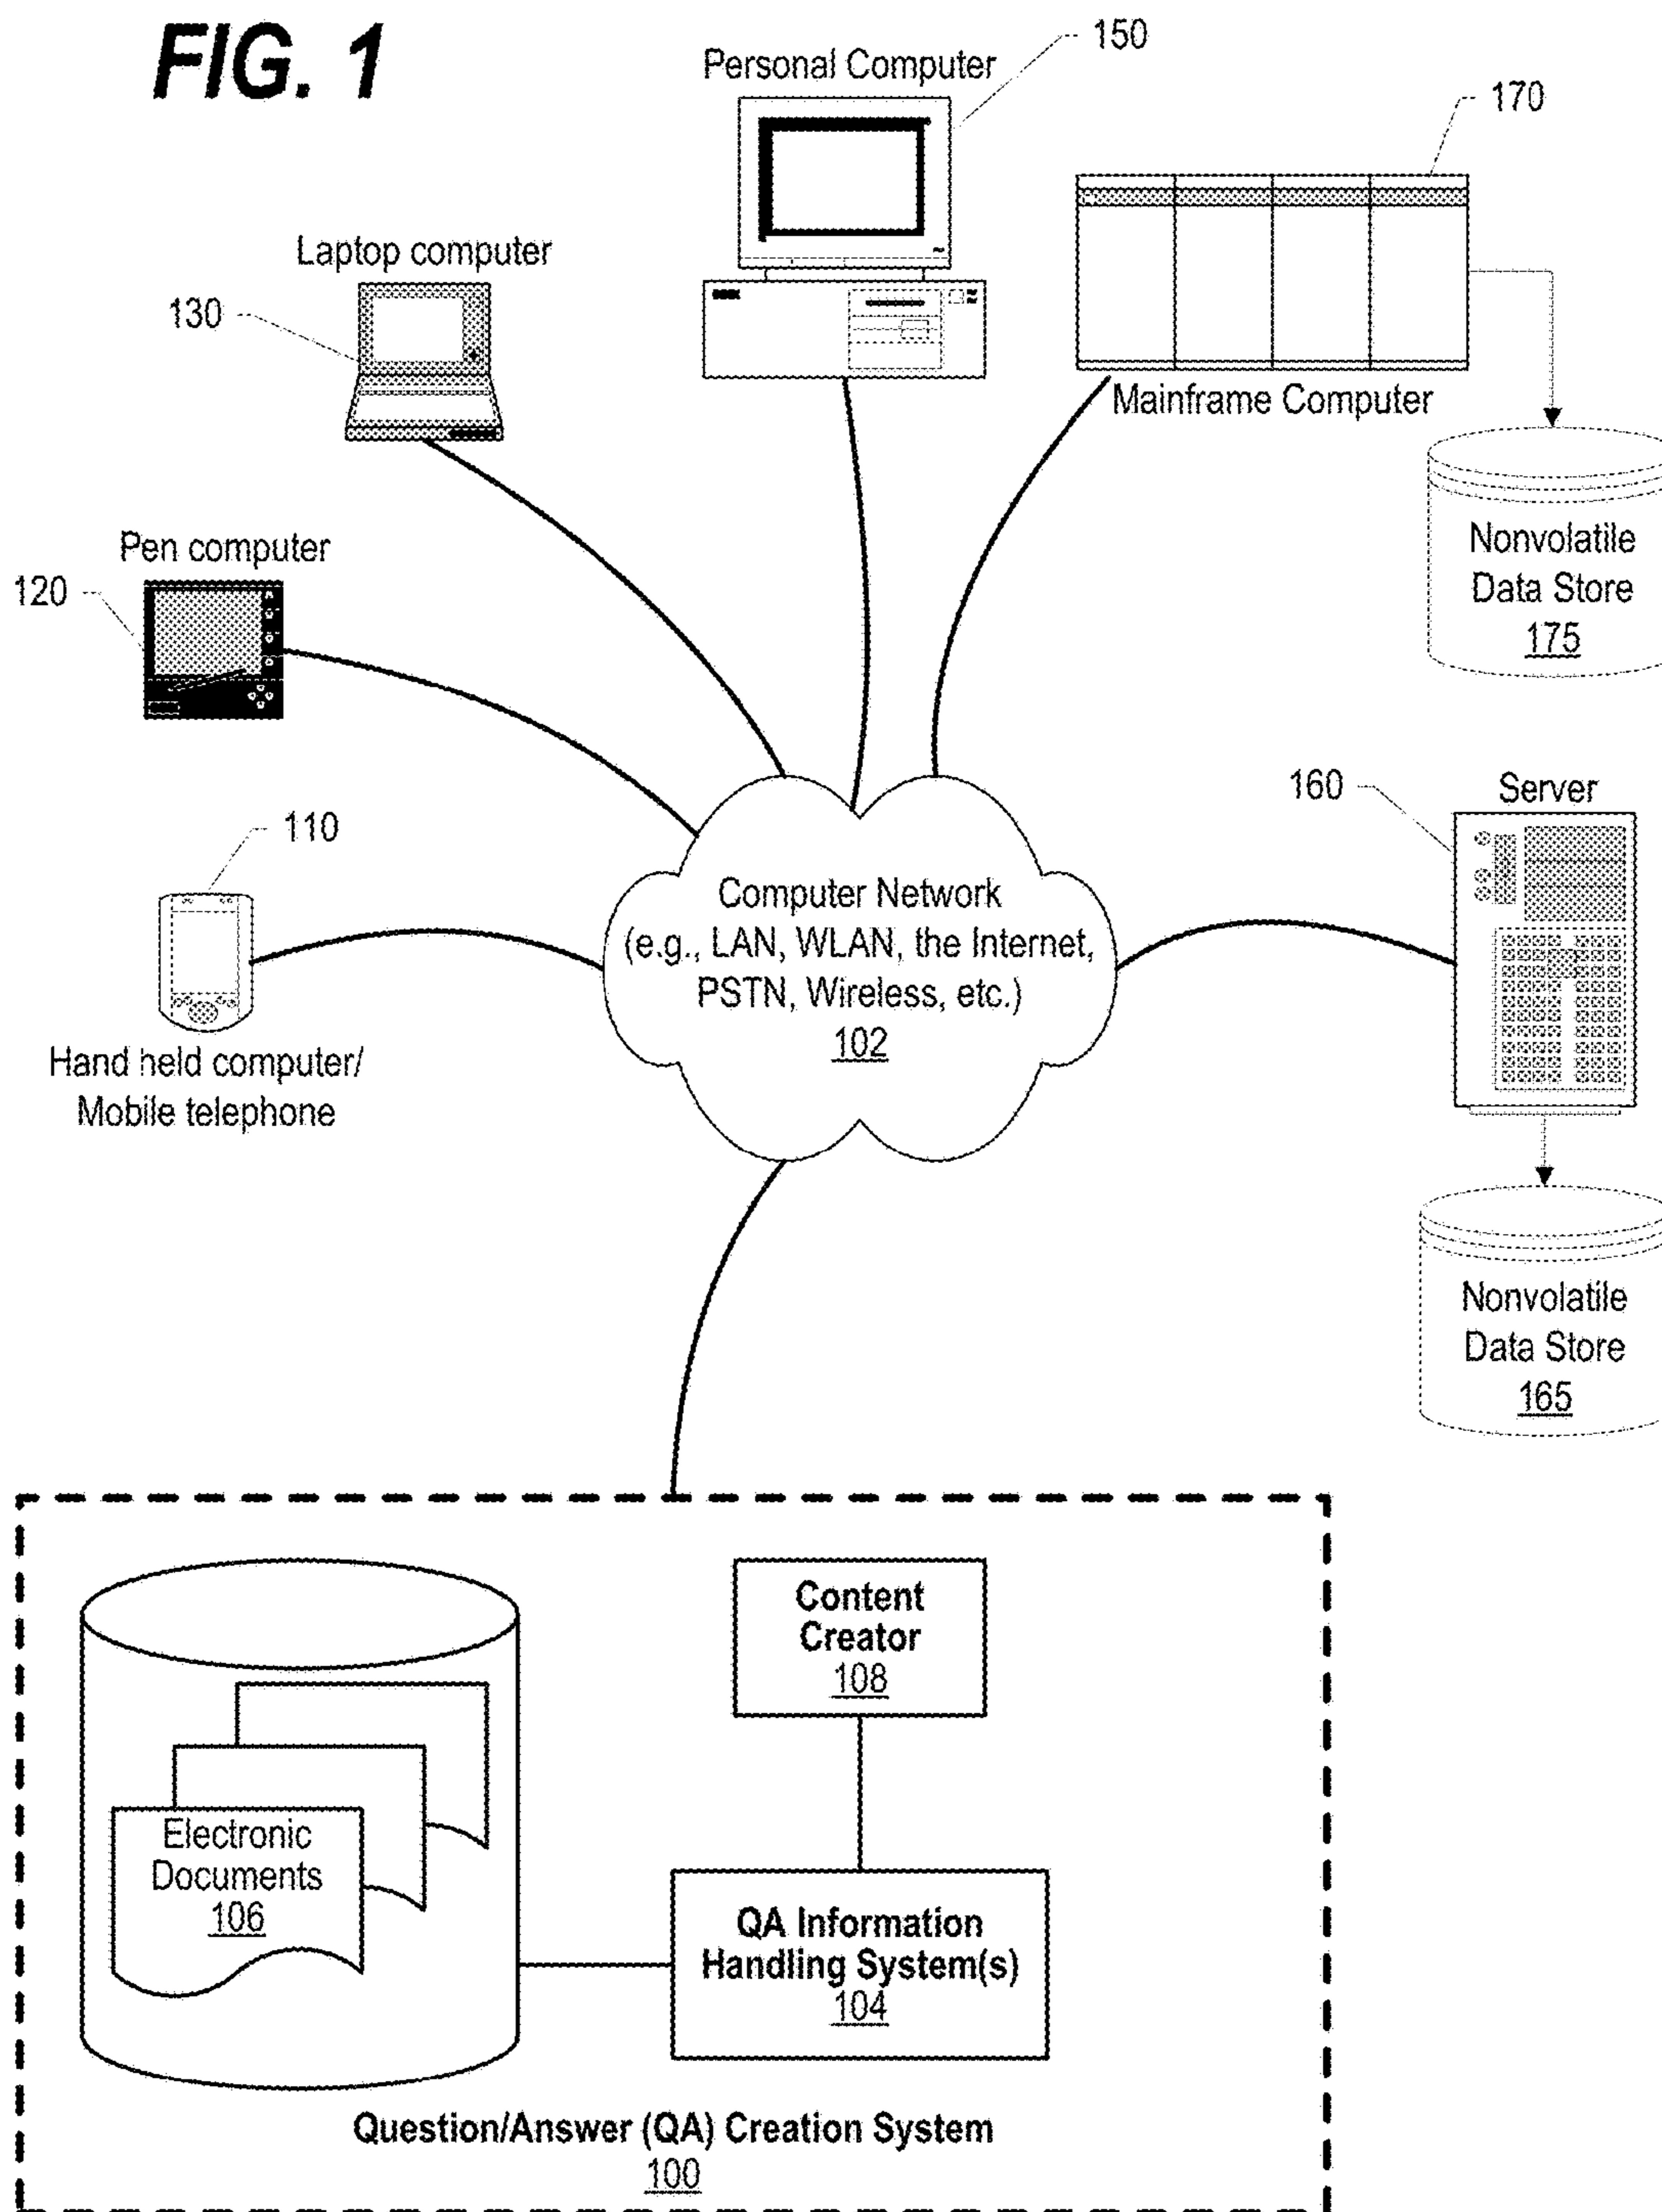 FIG. 1
150
Personal Computer
170
Laptop computer
130
Mainframe Computer
Nonvolatile
Data Store
175
Pen computer
120
160
Server
110
Computer Network
(e.g., LAN, WLAN, the Internet,
PSTN, Wireless, etc.)
102
Hand held computer/
Mobile telephone
Nonvolatile
Data Store
165
Content
Creator
108
Electronic
Documents
106
QA Information
Handling System(s)
104
Question/Answer (QA) Creation System
100